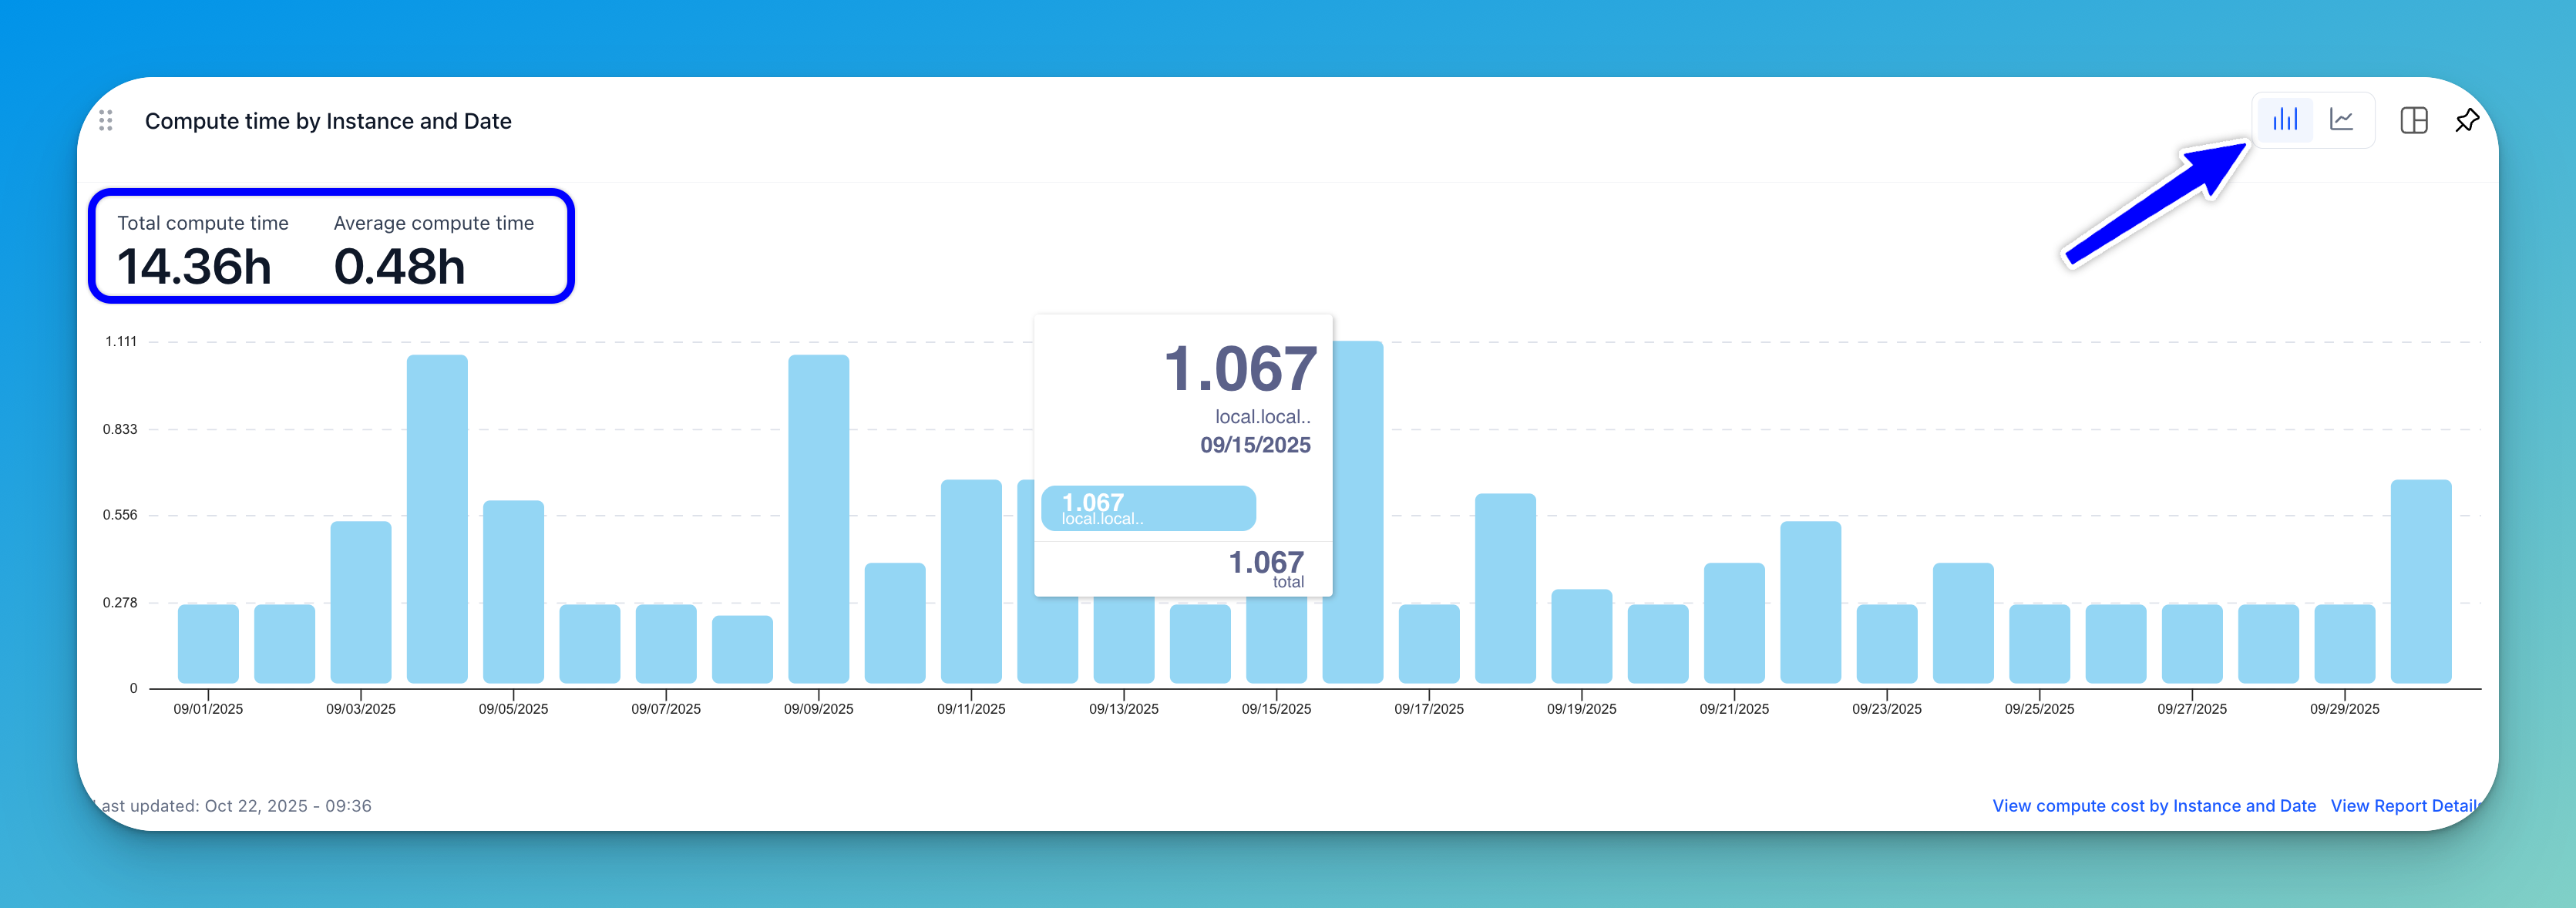 Compute time by Instance and Date
Total compute time Average compute time
14.36h 0.48h
1.111
0.833
0.556
0.278
0
1.067
local.local..
09/15/2025
1.067
local.local..
1.067
total
09/01/2025 09/03/2025 09/05/2025 09/07/2025 09/09/2025 09/11/2025 09/13/2025 09/15/2025 09/17/2025 09/19/2025 09/21/2025 09/23/2025 09/25/2025 09/27/2025 09/29/2025
Last updated: Oct 22, 2025 - 09:36
View compute cost by Instance and Date View Report Details